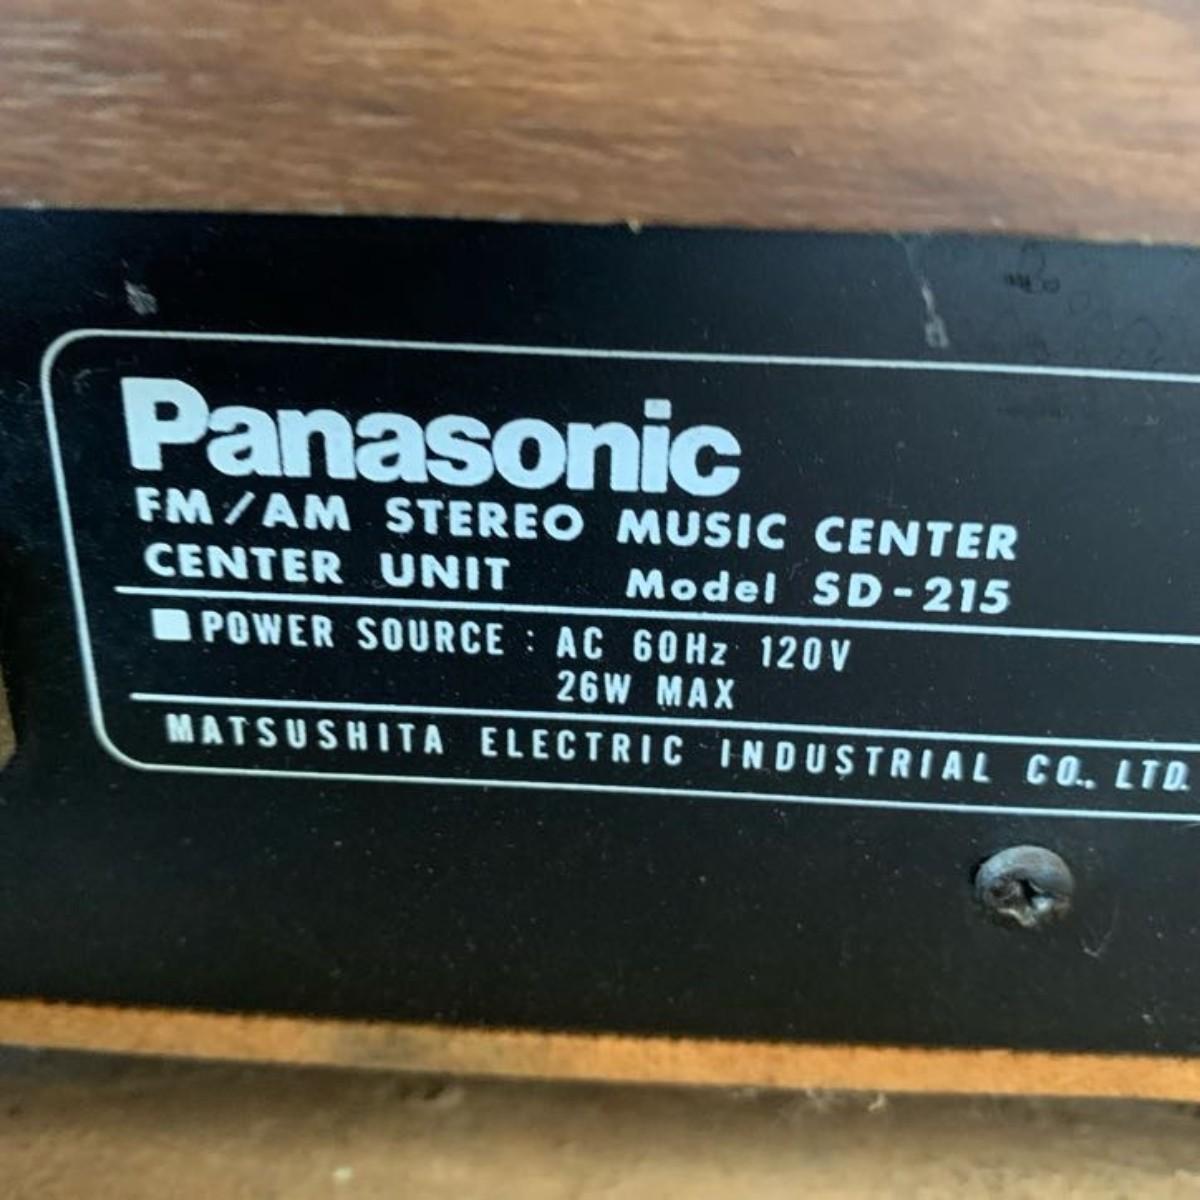 Panasonic
FM/AM STEREO MUSIC CENTER
CENTER UNIT Model SD-215
■POWER SOURCE : AC 60Hz 120V
26W MAX
MATSUSHITA ELECTRIC INDUSTRIAL CO., LTD.